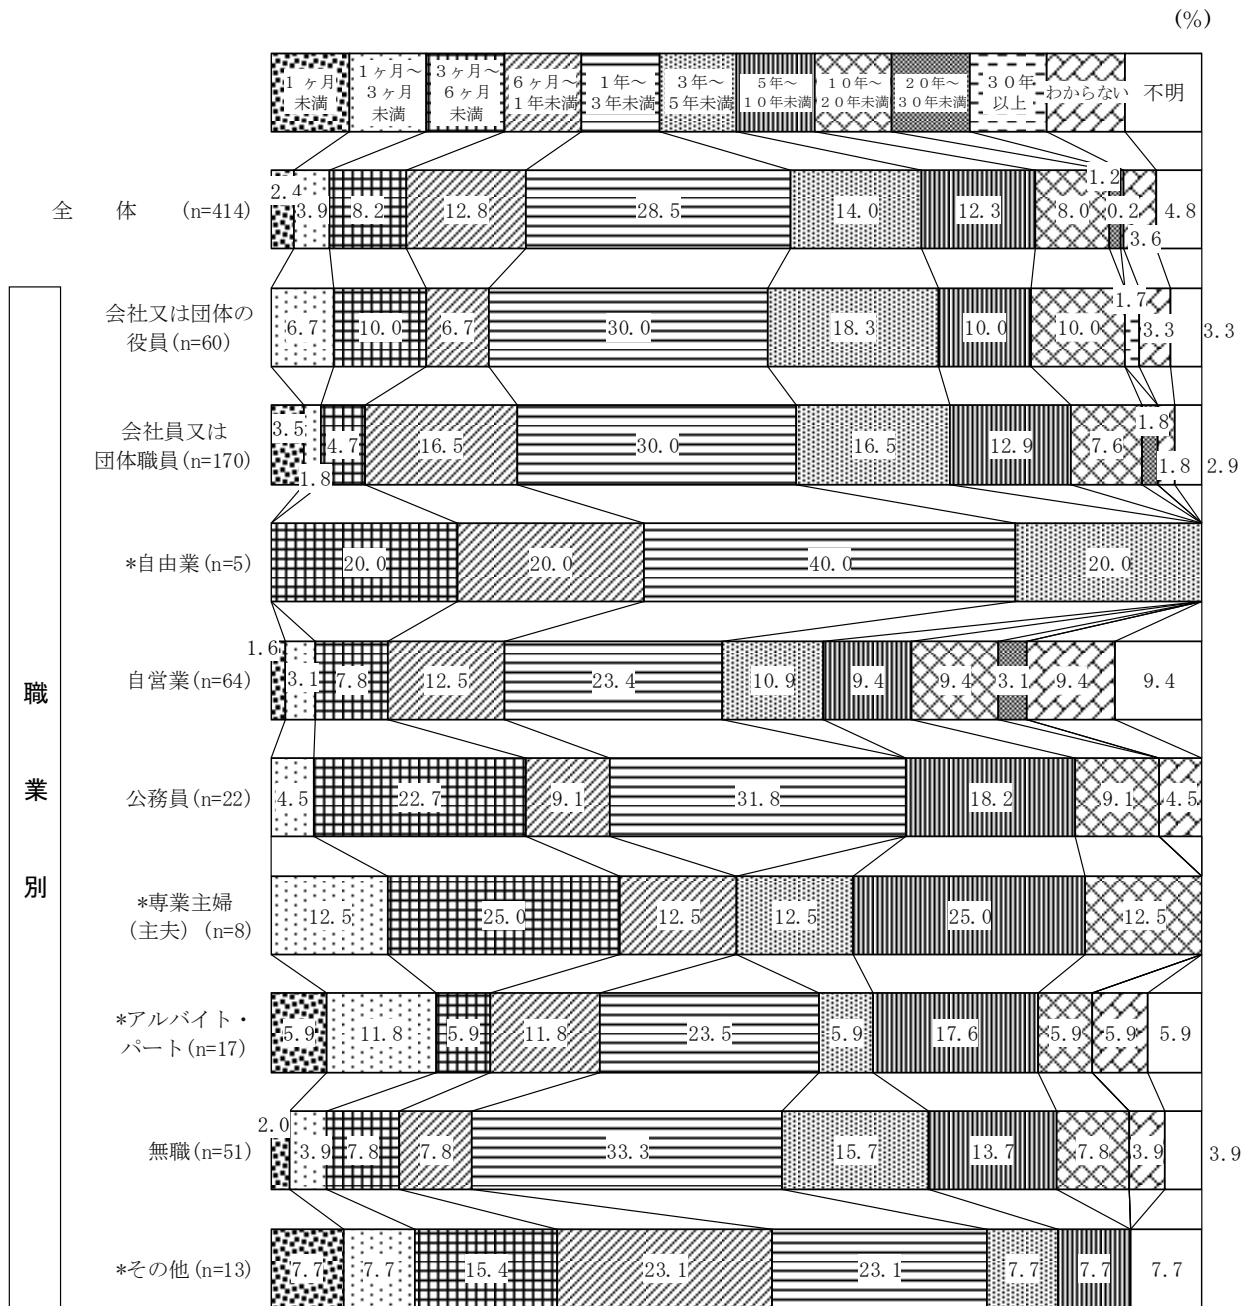 (%)
1ヶ月
未満
1ヶ月～
3ヶ月
未満
3ヶ月～
6ヶ月
未満
6ヶ月～
1年未満
1年～
3年未満
3年～
5年未満
5年～
10年未満
10年～
20年未満
20年～
30年未満
30年
以上
わからない
不明
全　体　(n=414)
2.4 3.9 8.2 12.8 28.5 14.0 12.3 8.0 1.2 0.2 3.6 4.8
職業別
会社又は団体の
役員(n=60)
6.7 10.0 6.7 30.0 18.3 10.0 10.0 1.7 3.3 3.3
会社員又は
団体職員(n=170)
3.5 1.8 4.7 16.5 30.0 16.5 12.9 7.6 1.8 1.8 2.9
*自由業(n=5)
20.0 20.0 40.0 20.0
自営業(n=64)
1.6 3.1 7.8 12.5 23.4 10.9 9.4 9.4 3.1 9.4 9.4
公務員(n=22)
4.5 22.7 9.1 31.8 18.2 9.1 4.5
*専業主婦
(主夫) (n=8)
12.5 25.0 12.5 12.5 25.0 12.5
*アルバイト・
パート(n=17)
5.9 11.8 5.9 11.8 23.5 5.9 17.6 5.9 5.9 5.9
無職(n=51)
2.0 3.9 7.8 7.8 33.3 15.7 13.7 7.8 3.9 3.9
*その他(n=13)
7.7 7.7 15.4 23.1 23.1 7.7 7.7 7.7